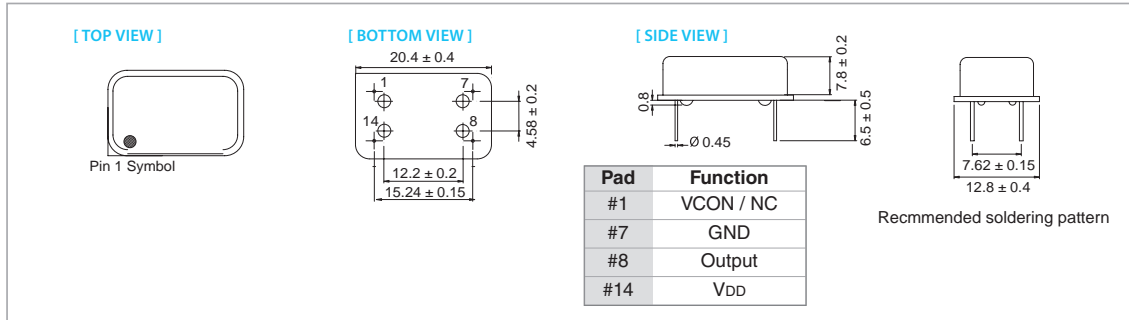 [ TOP VIEW ]
Pin 1 Symbol
[ BOTTOM VIEW ]
20.4 ± 0.4
1
7
14
8
4.58 ± 0.2
12.2 ± 0.2
15.24 ± 0.15
[ SIDE VIEW ]
7.8 ± 0.2
0.8
6.5 ± 0.5
Ø 0.45
Pad Function
#1 VCON / NC
#7 GND
#8 Output
#14 VDD
7.62 ± 0.15
12.8 ± 0.4
Recmmended soldering pattern